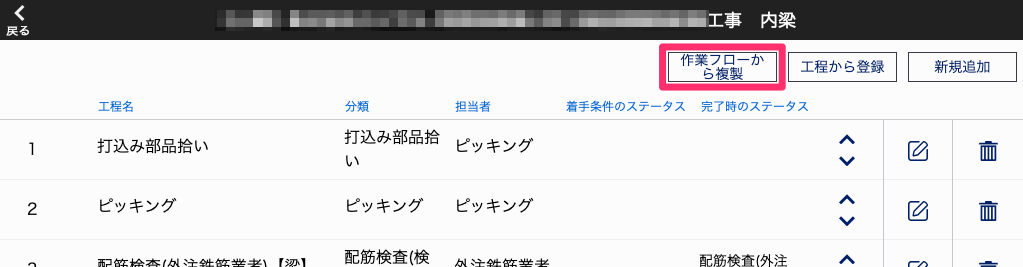 戻る
工事　内梁
作業フローか
ら複製
工程から登録
新規追加
工程名　分類　担当者　着手条件のステータス　完了時のステータス
1　打込み部品拾い　打込み部品拾　ピッキング
い
2　ピッキング　ピッキング　ピッキング
配筋検査(検　配筋検査(外注
配筋検査(外注鉄筋業者)【梁】　外注鉄筋業者